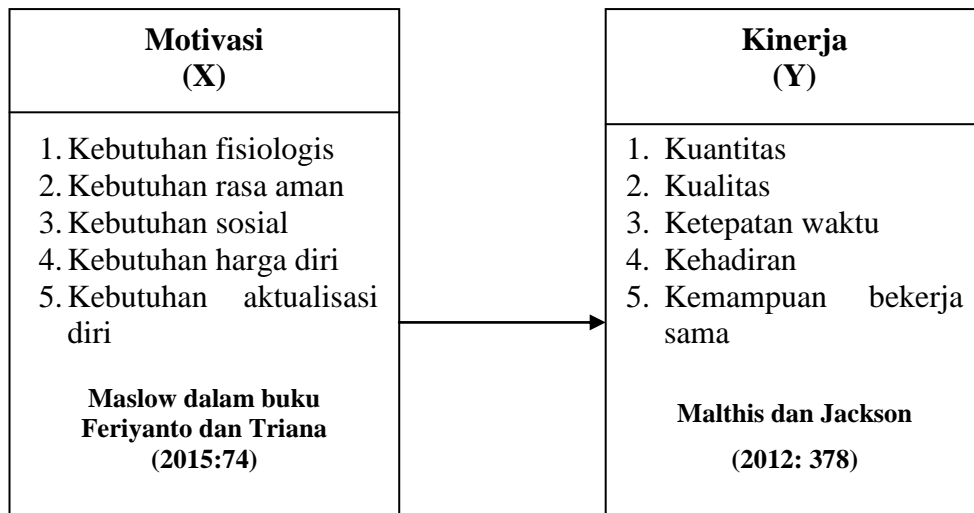 Motivasi
(X)
1. Kebutuhan fisiologis
2. Kebutuhan rasa aman
3. Kebutuhan sosial
4. Kebutuhan harga diri
5. Kebutuhan aktualisasi
diri
Maslow dalam buku
Feriyanto dan Triana
(2015:74)
Kinerja
(Y)
1. Kuantitas
2. Kualitas
3. Ketepatan waktu
4. Kehadiran
5. Kemampuan bekerja
sama
Malthis dan Jackson
(2012: 378)